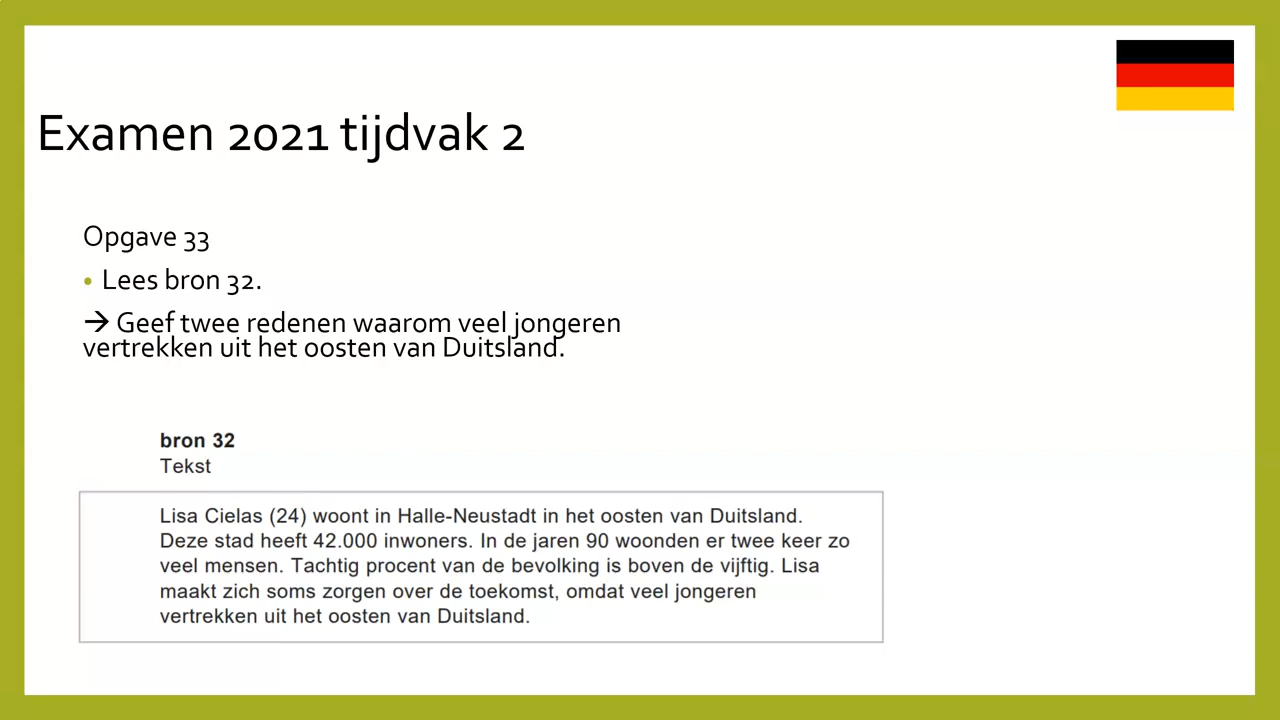 Examen 2021 tijdvak 2
Opgave 33
• Lees bron 32.
→ Geef twee redenen waarom veel jongeren
vertrekken uit het oosten van Duitsland.
bron 32
Tekst
Lisa Cielas (24) woont in Halle-Neustadt in het oosten van Duitsland.
Deze stad heeft 42.000 inwoners. In de jaren 90 woonden er twee keer zo
veel mensen. Tachtig procent van de bevolking is boven de vijftig. Lisa
maakt zich soms zorgen over de toekomst, omdat veel jongeren
vertrekken uit het oosten van Duitsland.